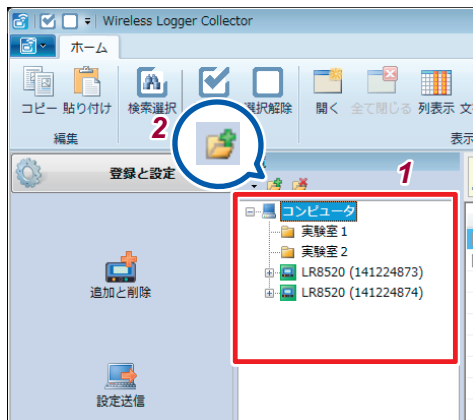 Wireless Logger Collector
ホーム
コピー 貼り付け 検索選択 選択解除 開く 全て閉じる 列表示 文
編集 2 表示
登録と設定
1
コンピュータ
実験室1
実験室2
LR8520 (141224873)
LR8520 (141224874)
追加と削除
設定送信